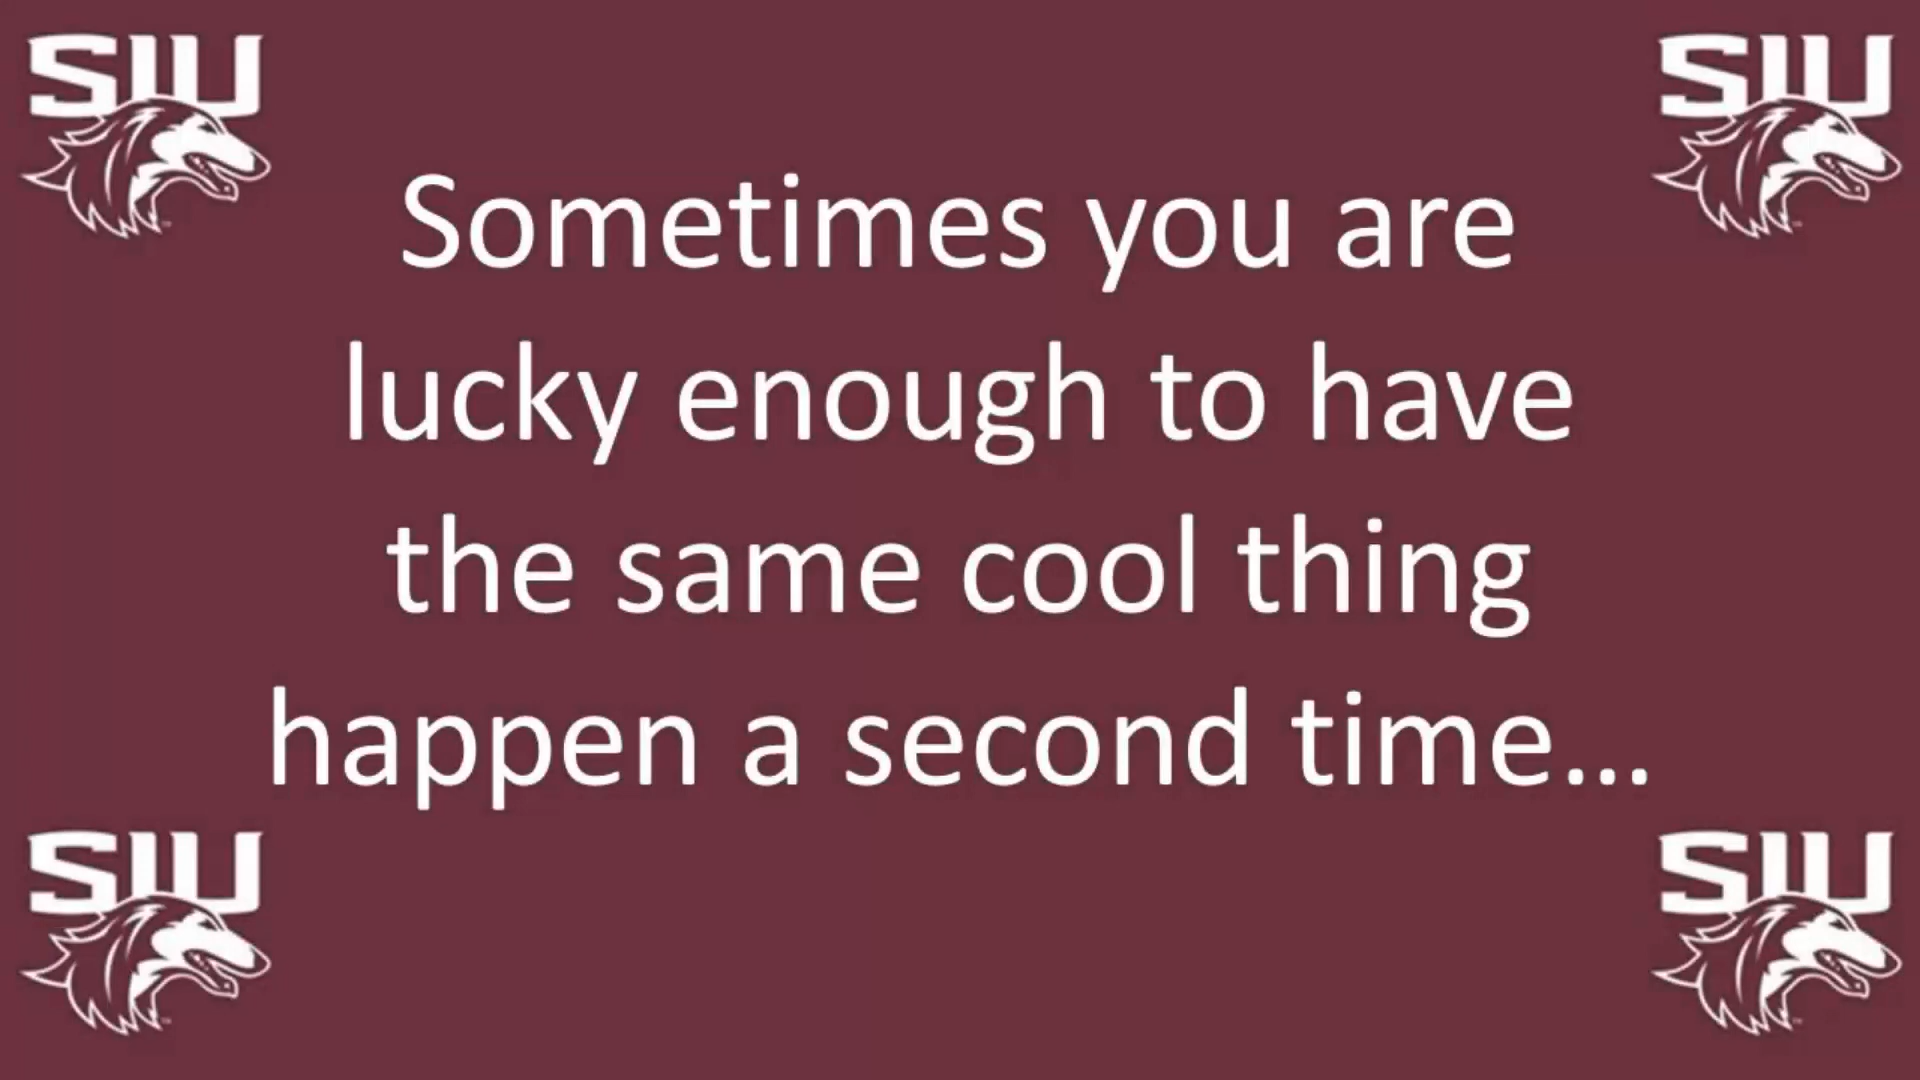 SIU
SIU
Sometimes you are
lucky enough to have
the same cool thing
happen a second time...
SIU
SIU